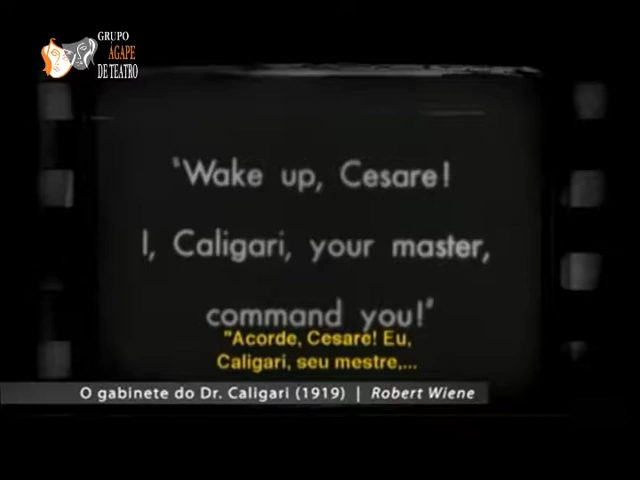 GRUPO
ÁGAPE
DE TEATRO
'Wake up, Cesare!
I, Caligari, your master,
command you!"
"Acorde, Cesare! Eu,
Caligari, seu mestre,...
O gabinete do Dr. Caligari (1919) | Robert Wiene